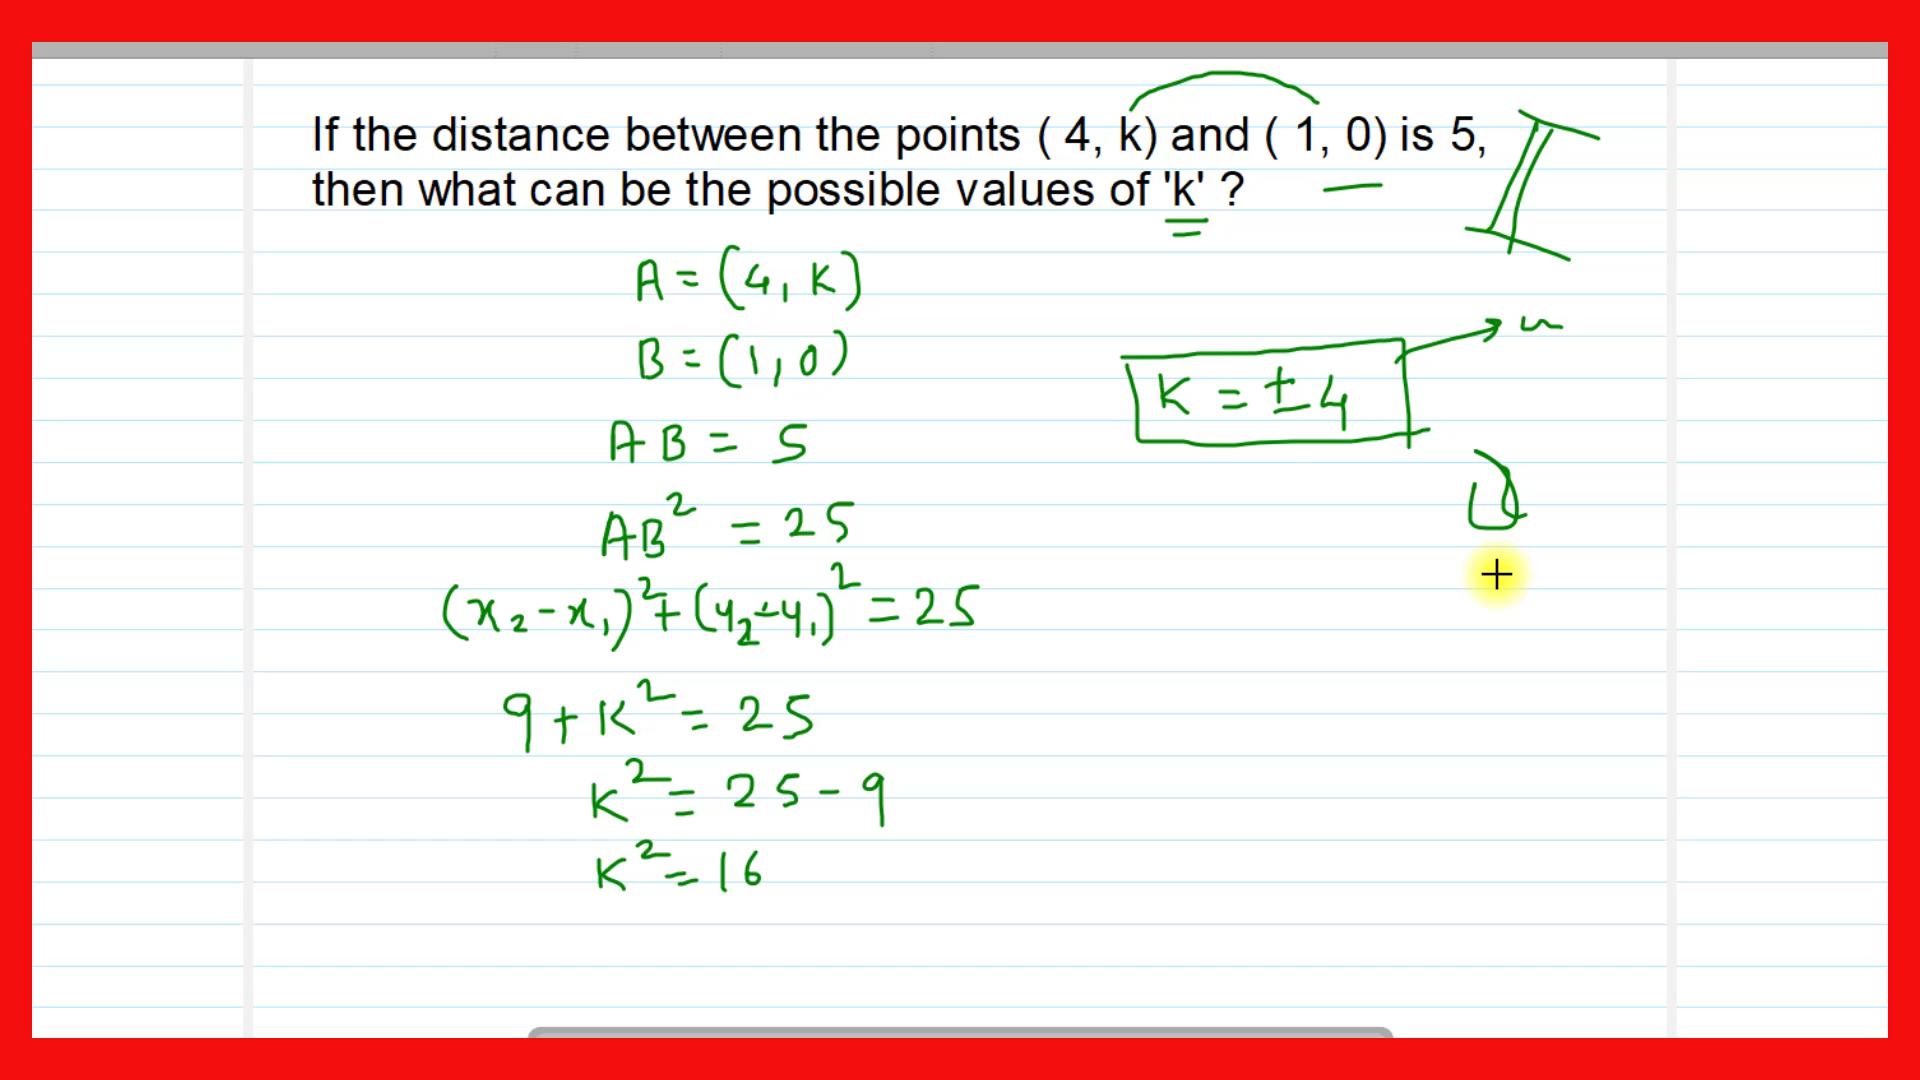 If the distance between the points ( 4, k) and ( 1, 0) is 5,
then what can be the possible values of 'k' ?
A = (4, K)
B = (1, 0)
AB = 5
AB² = 25
(x₂-x₁)²+(y₂-y₁)² = 25
9 + K² = 25
K² = 25 - 9
K² = 16
K = ±4